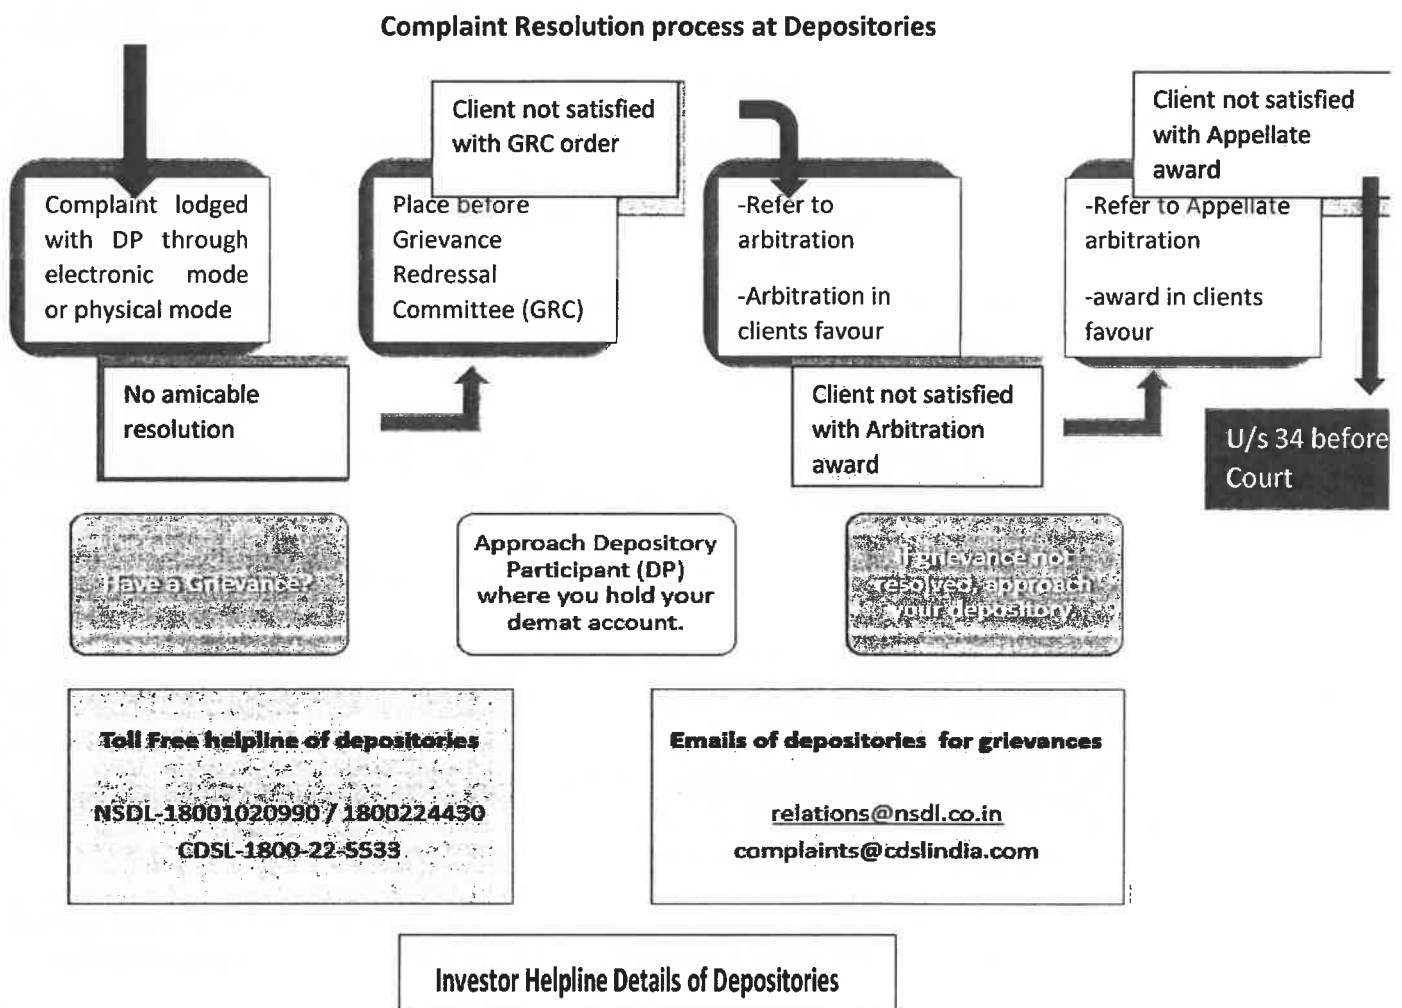 Complaint Resolution process at Depositories
Complaint lodged
with DP through
electronic mode
or physical mode
No amicable
resolution
Client not satisfied
with GRC order
Place before
Grievance
Redressal
Committee (GRC)
-Refer to
arbitration
-Arbitration in
clients favour
Client not satisfied
with Arbitration
award
Client not satisfied
with Appellate
award
-Refer to Appellate
arbitration
-award in clients
favour
U/s 34 before
Court
Have a Grievance?
Approach Depository
Participant (DP)
where you hold your
demat account.
If grievance not
resolved, approach
your depository.
Toll Free helpline of depositories
NSDL-18001020990 / 1800224430
CDSL-1800-22-5533
Emails of depositories for grievances
relations@nsdl.co.in
complaints@cdslindia.com
Investor Helpline Details of Depositories